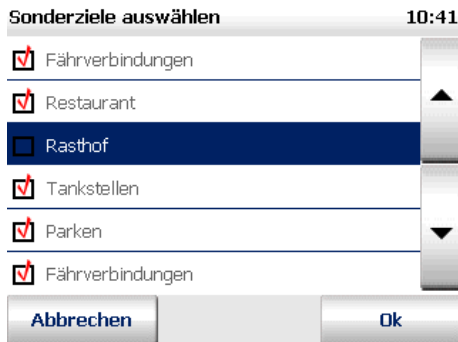 Sonderziele auswählen 10:41
Fährverbindungen
Restaurant
Rasthof
Tankstellen
Parken
Fährverbindungen
Abbrechen Ok